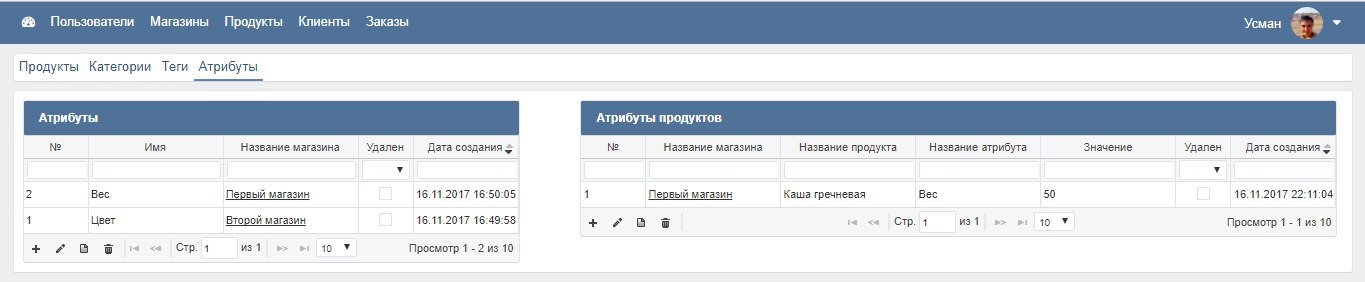 Пользователи Магазины Продукты Клиенты Заказы Усман
Продукты Категории Теги Атрибуты
Атрибуты
№ Имя Название магазина Удален Дата создания
2 Вес Первый магазин 16.11.2017 16:50:05
1 Цвет Второй магазин 16.11.2017 16:49:58
Стр. 1 из 1 10 Просмотр 1 - 2 из 10
Атрибуты продуктов
№ Название магазина Название продукта Название атрибута Значение Удален Дата создания
1 Первый магазин Каша гречневая Вес 50 16.11.2017 22:11:04
Стр. 1 из 1 10 Просмотр 1 - 1 из 10